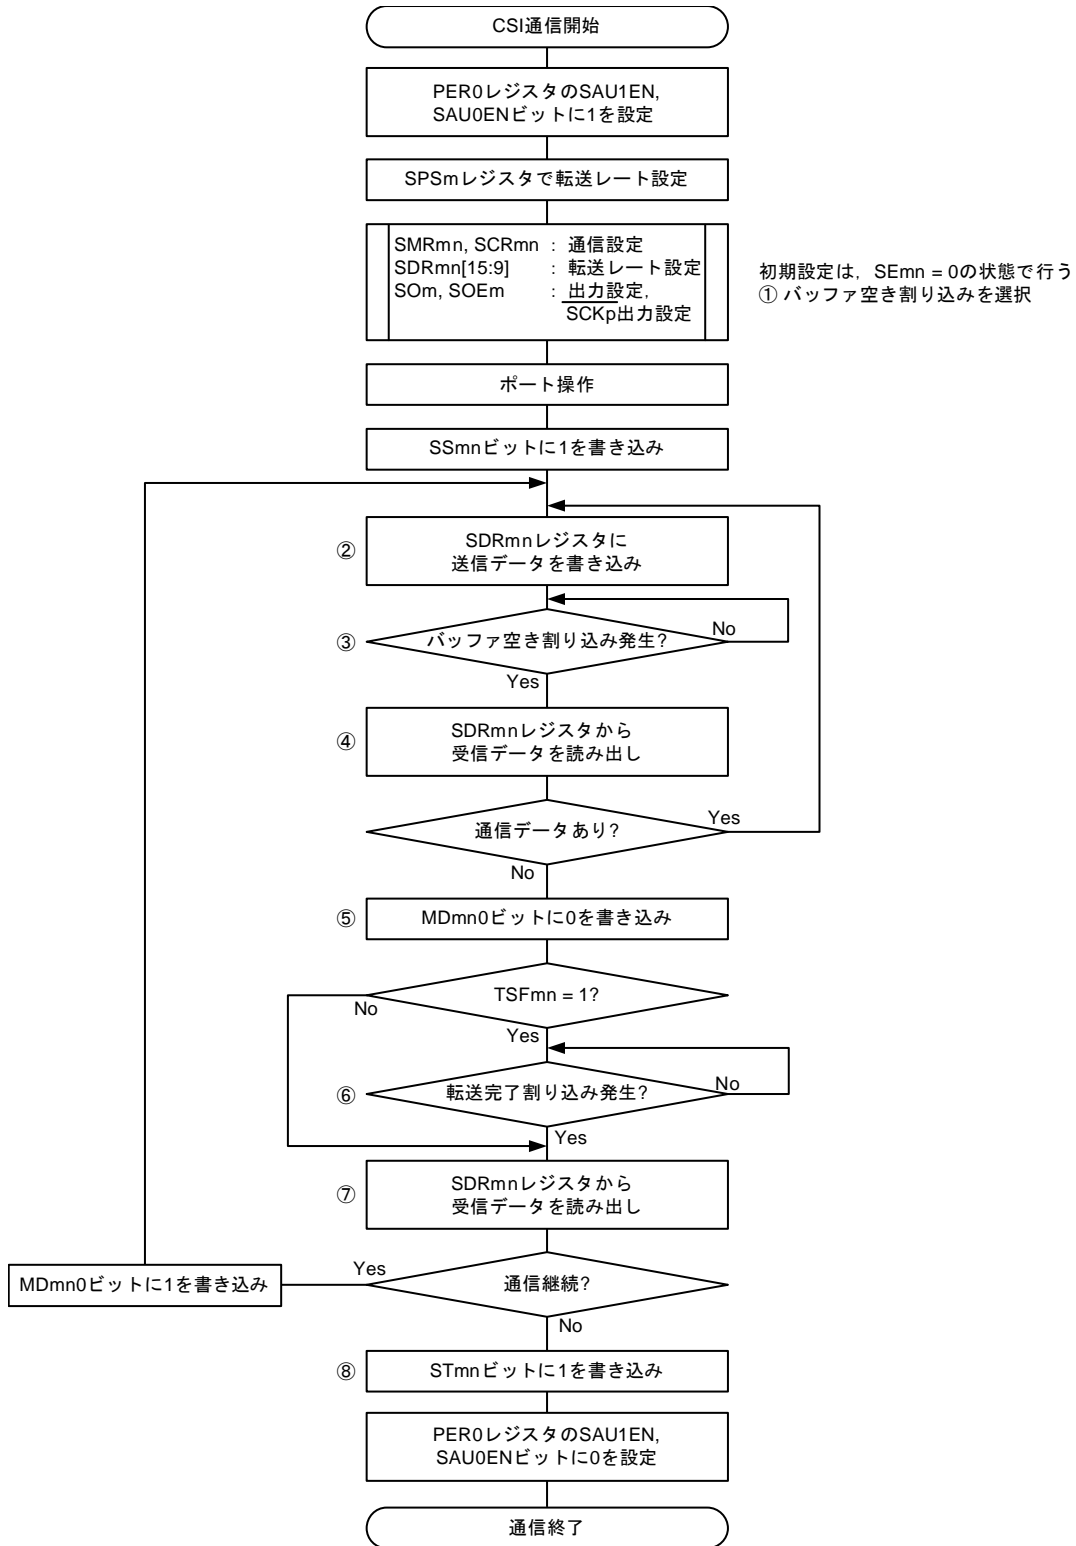 CSI通信開始
PER0レジスタのSAU1EN,
SAU0ENビットに1を設定
SPSmレジスタで転送レート設定
SMRmn, SCRmn : 通信設定
SDRmn[15:9] : 転送レート設定
SOm, SOEm : 出力設定,
SCKp出力設定
初期設定は, SEmn = 0の状態で行う
① バッファ空き割り込みを選択
ポート操作
SSmnビットに1を書き込み
② SDRmnレジスタに
送信データを書き込み
③ バッファ空き割り込み発生?
No
Yes
④ SDRmnレジスタから
受信データを読み出し
通信データあり?
Yes
No
⑤ MDmn0ビットに0を書き込み
TSFmn = 1?
No
Yes
⑥ 転送完了割り込み発生?
No
Yes
⑦ SDRmnレジスタから
受信データを読み出し
通信継続?
Yes
MDmn0ビットに1を書き込み
No
⑧ STmnビットに1を書き込み
PER0レジスタのSAU1EN,
SAU0ENビットに0を設定
通信終了